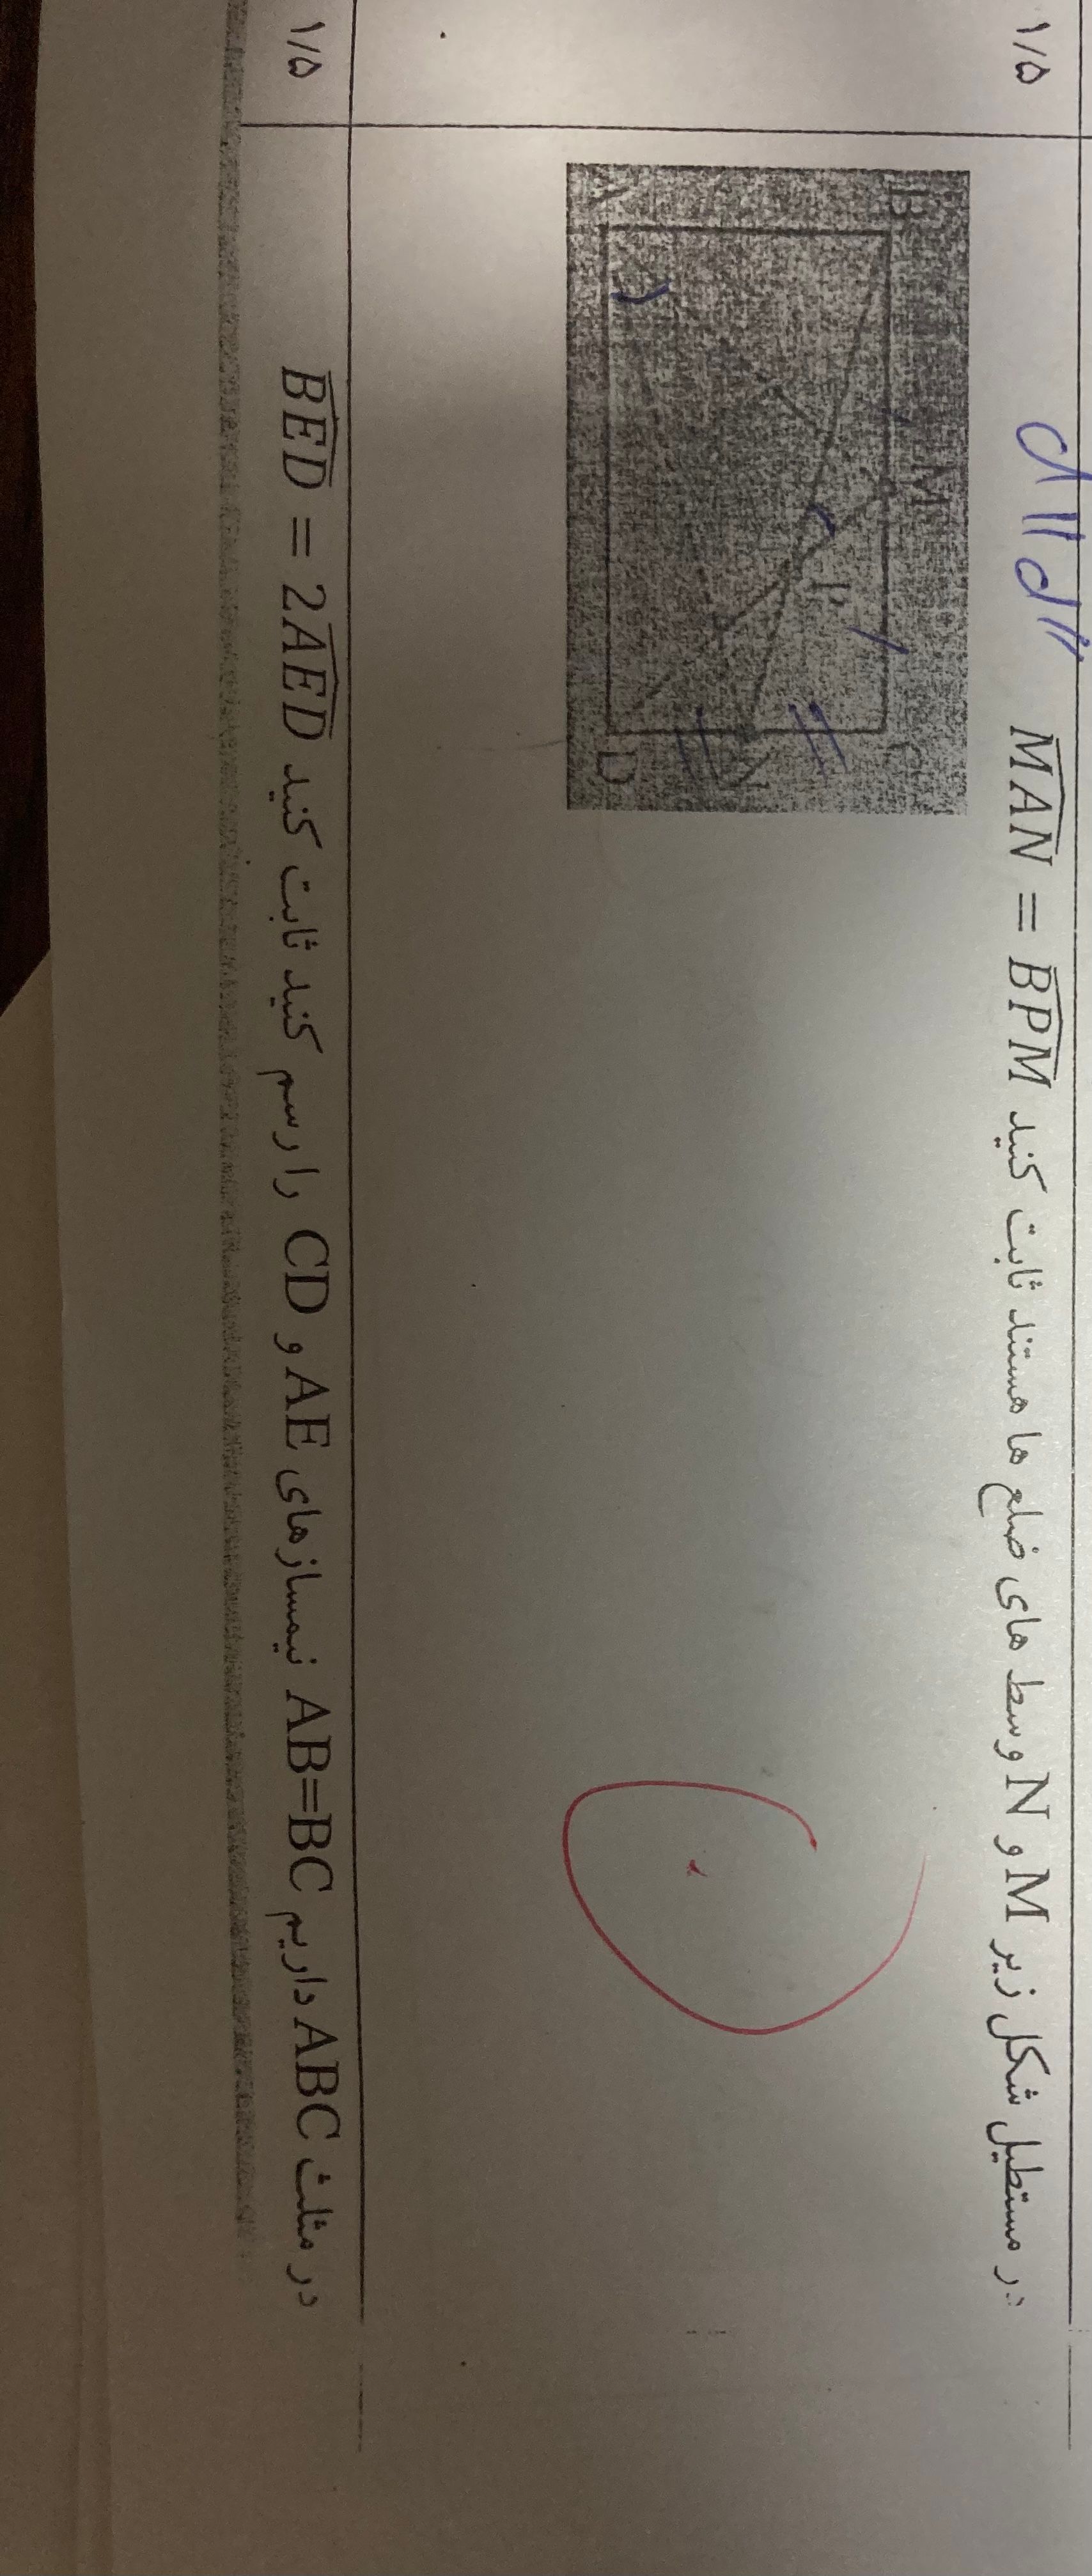 در مستطیل شکل زیر M و N وسط های ضلع ها هستند ثابت کنید MAN = BPM
۱/۵
B
M
C
P
N
A
D
در مثلث ABC داریم AB=BC نیمسازهای AE و CD را رسم کنید ثابت کنید BED = 2AED
۱/۵